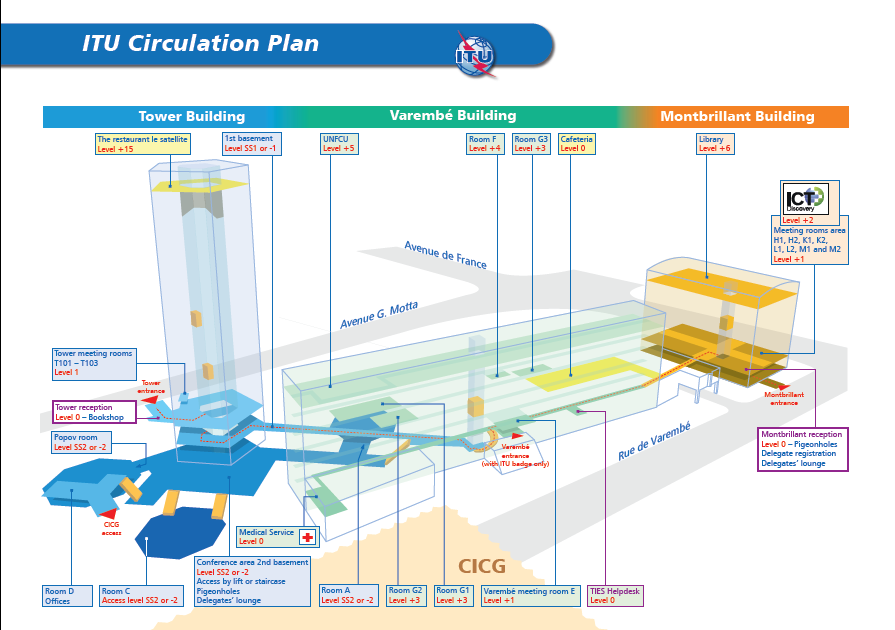 ITU Circulation Plan
ITU
Tower Building
Varembé Building
Montbrillant Building
The restaurant le satellite
Level +15
1st basement
Level SS1 or -1
UNFCU
Level +5
Room F
Level +4
Room G3
Level +3
Cafeteria
Level 0
Library
Level +6
ICT
Discovery
Level +2
Meeting rooms area
H1, H2, K1, K2,
L1, L2, M1 and M2
Level +1
Avenue de France
Avenue G. Motta
Tower meeting rooms
T101 – T103
Level 1
Tower
entrance
Tower reception
Level 0 – Bookshop
Popov room
Level SS2 or -2
Montbrillant
entrance
Rue de Varembé
Varembé
entrance
(with ITU badge only)
Montbrillant reception
Level 0 – Pigeonholes
Delegate registration
Delegates' lounge
CICG
access
Medical Service
Level 0
CICG
Room D
Offices
Room C
Access level SS2 or -2
Conference area 2nd basement
Level SS2 or -2
Access by lift or staircase
Pigeonholes
Delegates' lounge
Room A
Level SS2 or -2
Room G2
Level +3
Room G1
Level +3
Varembé meeting room E
Level +1
TIES Helpdesk
Level 0